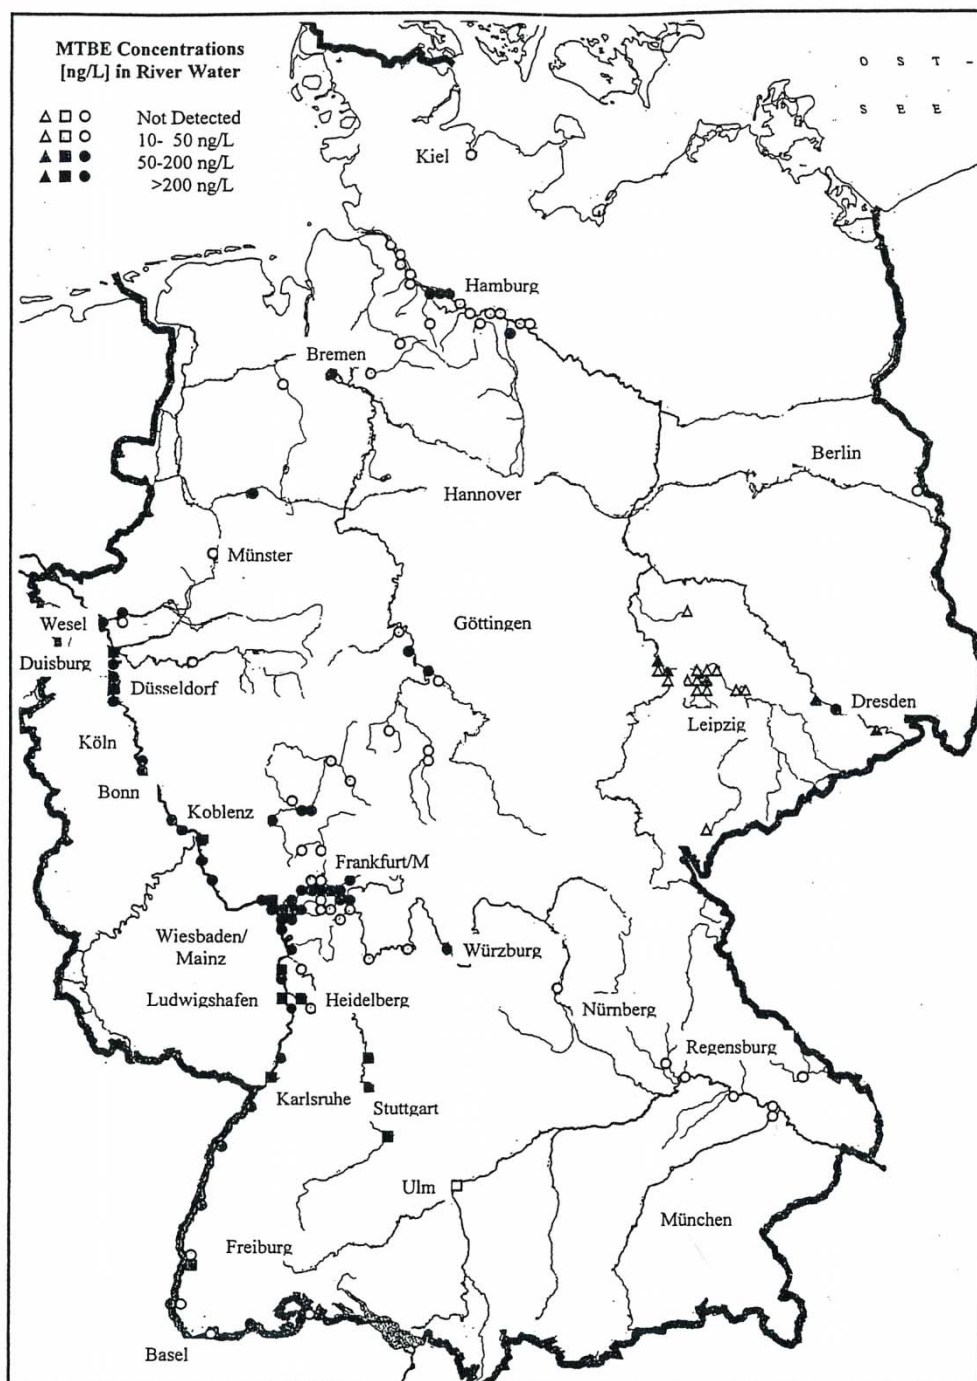 MTBE Concentrations
[ng/L] in River Water
Not Detected
10- 50 ng/L
50-200 ng/L
>200 ng/L
O S T -
S E E
Kiel
Hamburg
Bremen
Berlin
Hannover
Münster
Wesel
Göttingen
Duisburg
Düsseldorf
Dresden
Leipzig
Köln
Bonn
Koblenz
Frankfurt/M
Wiesbaden/
Mainz
Würzburg
Ludwigshafen
Heidelberg
Nürnberg
Regensburg
Karlsruhe
Stuttgart
Ulm
München
Freiburg
Basel